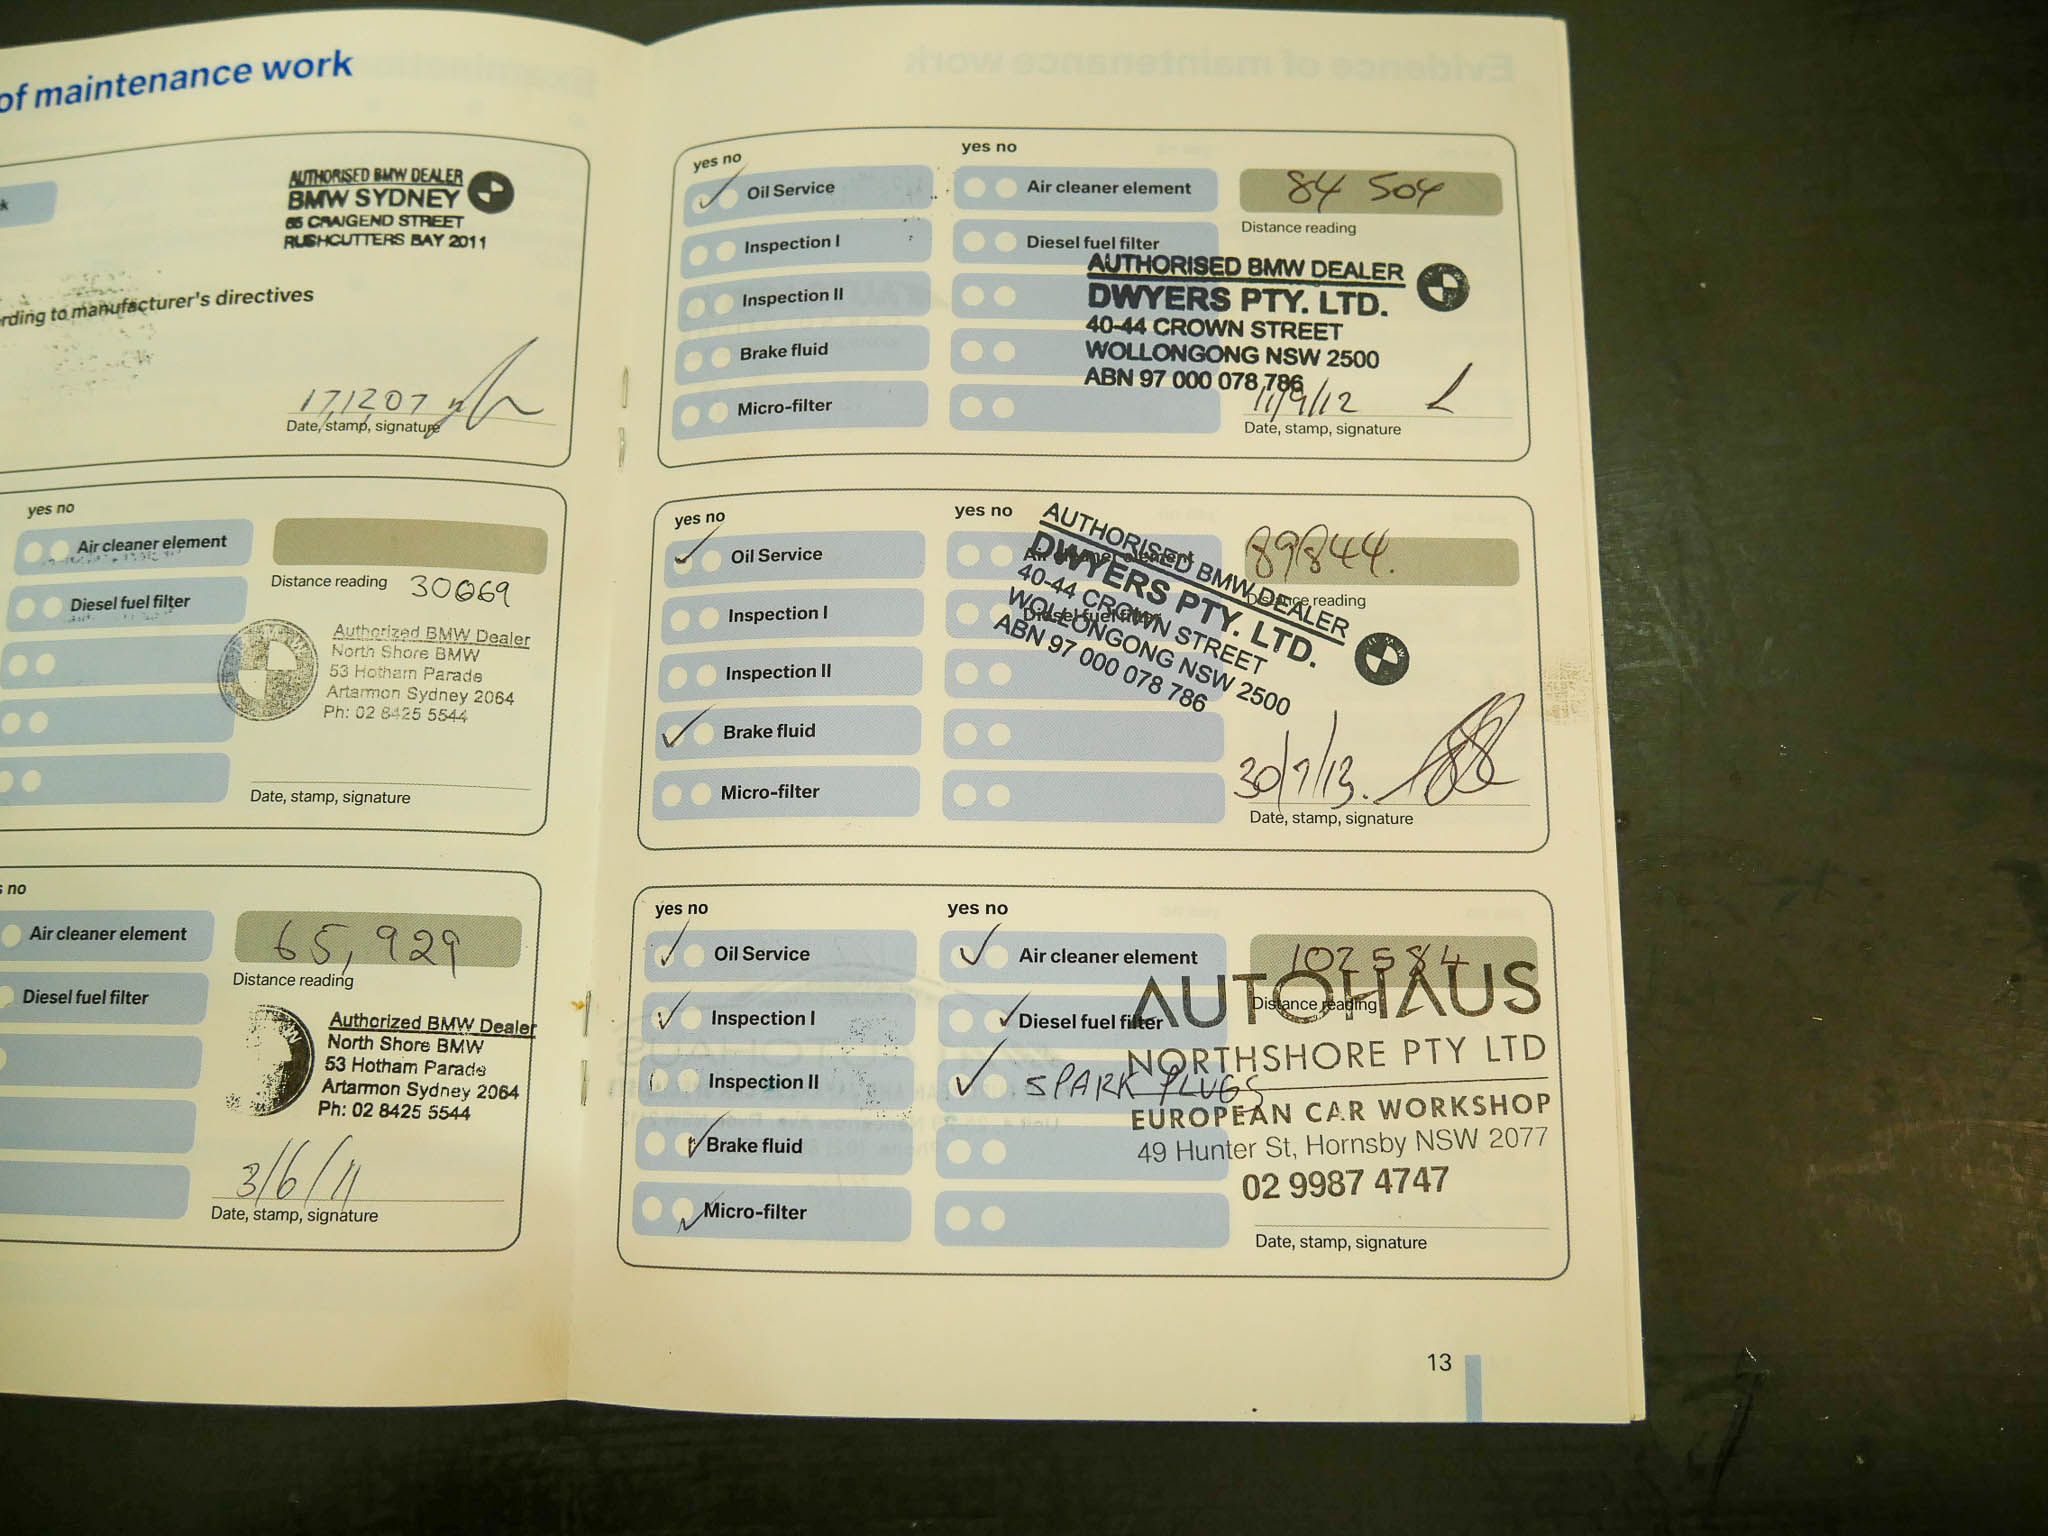 of maintenance work
AUTHORISED BMW DEALER
BMW SYDNEY
65 CRAIGEND STREET
RUSHCUTTERS BAY 2011
k
rding to manufacturer's directives
17,12,07
Date, stamp, signature
yes no
Air cleaner element
Diesel fuel filter
Distance reading 30669
Authorized BMW Dealer
North Shore BMW
53 Hotham Parade
Artarmon Sydney 2064
Ph: 02 8425 5544
Date, stamp, signature
s no
Air cleaner element
Diesel fuel filter
65,929
Distance reading
Authorized BMW Dealer
North Shore BMW
53 Hotham Parade
Artarmon Sydney 2064
Ph: 02 8425 5544
3/6/11
Date, stamp, signature
yes no
yes no
Oil Service
Air cleaner element
84 504
Distance reading
Inspection I
Diesel fuel filter
Inspection II
Brake fluid
Micro-filter
AUTHORISED BMW DEALER
DWYERS PTY. LTD.
40-44 CROWN STREET
WOLLONGONG NSW 2500
ABN 97 000 078 786
11/9/12
Date, stamp, signature
yes no
yes no
Oil Service
Air cleaner element
89844.
Distance reading
Inspection I
Diesel fuel filter
Inspection II
Brake fluid
Micro-filter
AUTHORISED BMW DEALER
DWYERS PTY. LTD.
40-44 CROWN STREET
WOLLONGONG NSW 2500
ABN 97 000 078 786
30/7/13.
Date, stamp, signature
yes no
yes no
Oil Service
Air cleaner element
102584
Distance reading
Inspection I
Diesel fuel filter
Inspection II
SPARK PLUGS
Brake fluid
Micro-filter
AUTOHAUS
NORTHSHORE PTY LTD
EUROPEAN CAR WORKSHOP
49 Hunter St, Hornsby NSW 2077
02 9987 4747
Date, stamp, signature
13